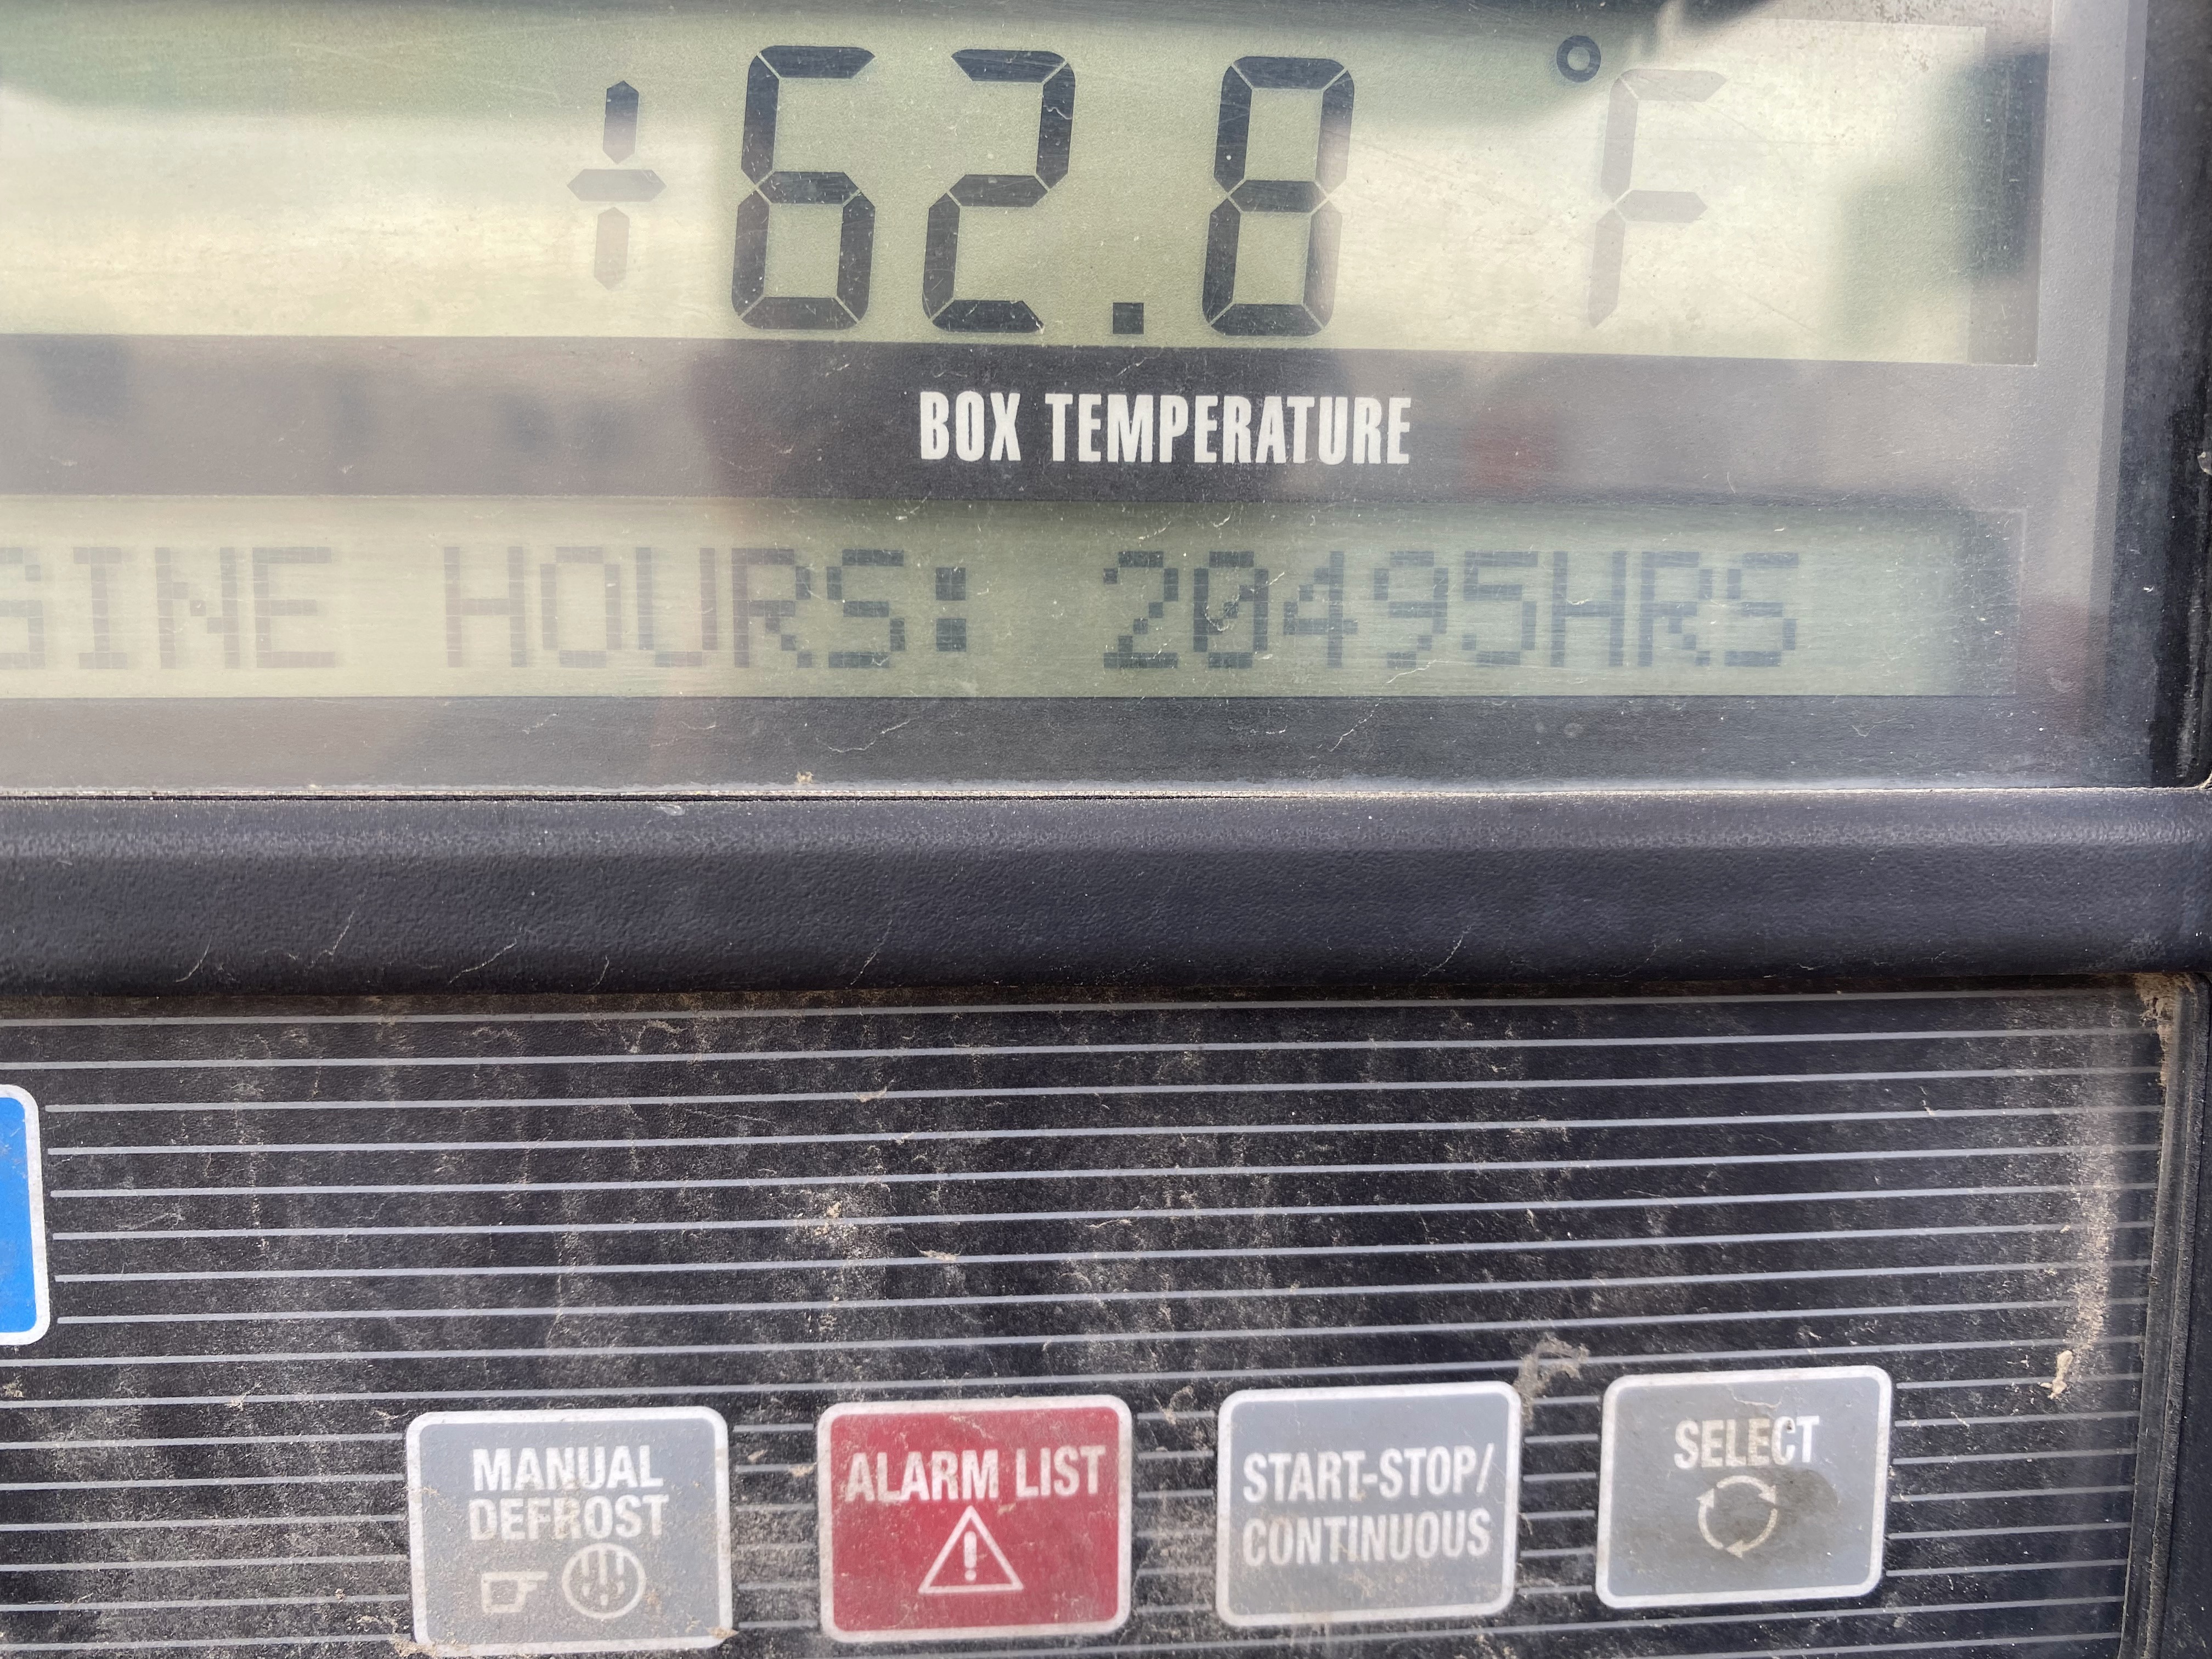 +62.8 °F
BOX TEMPERATURE
GINE HOURS: 20495HRS
MANUAL
DEFROST
ALARM LIST
START-STOP/
CONTINUOUS
SELECT